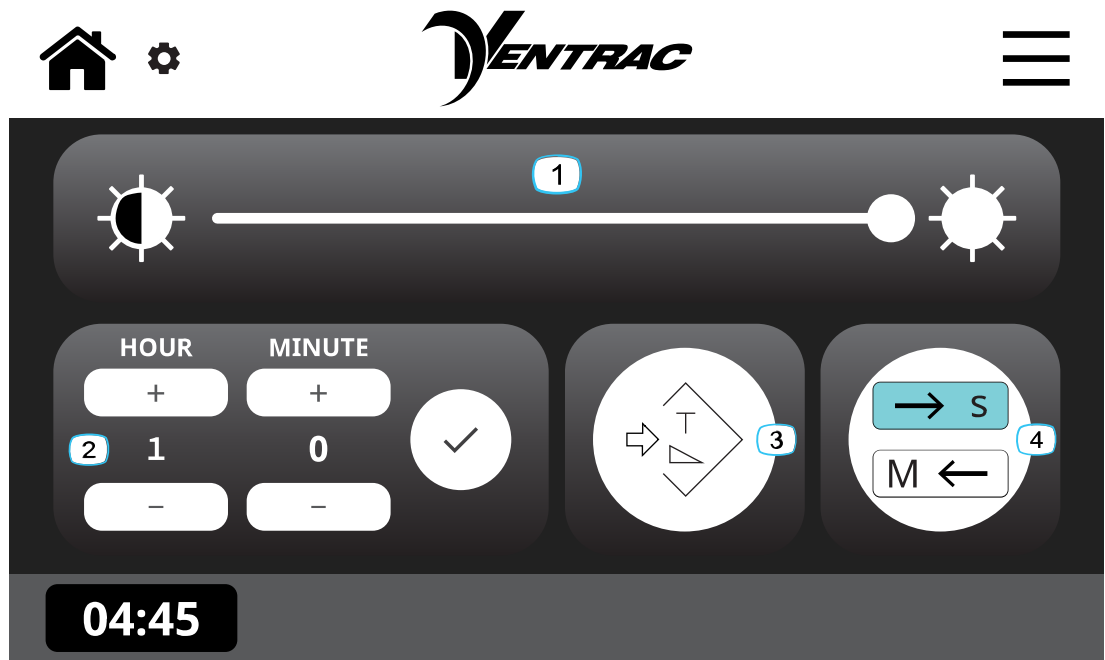 VENTRAC
1
HOUR MINUTE
+ +
2 1 0
- -
T
3
→ S
M ←
4
04:45